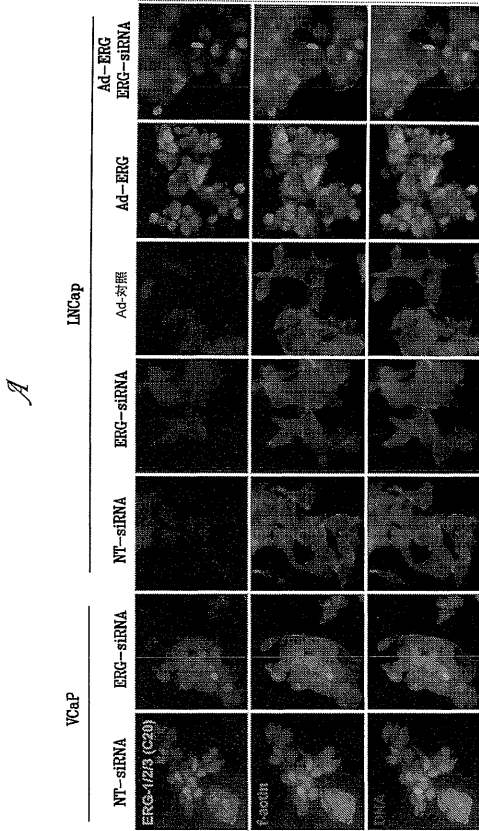 A
VCaP
LNCap
NT-siRNA
ERG-siRNA
NT-siRNA
ERG-siRNA
Ad-対照
Ad-ERG
Ad-ERG
ERG-siRNA
ERG-1/2/3 (C20)
f-actin
DNA